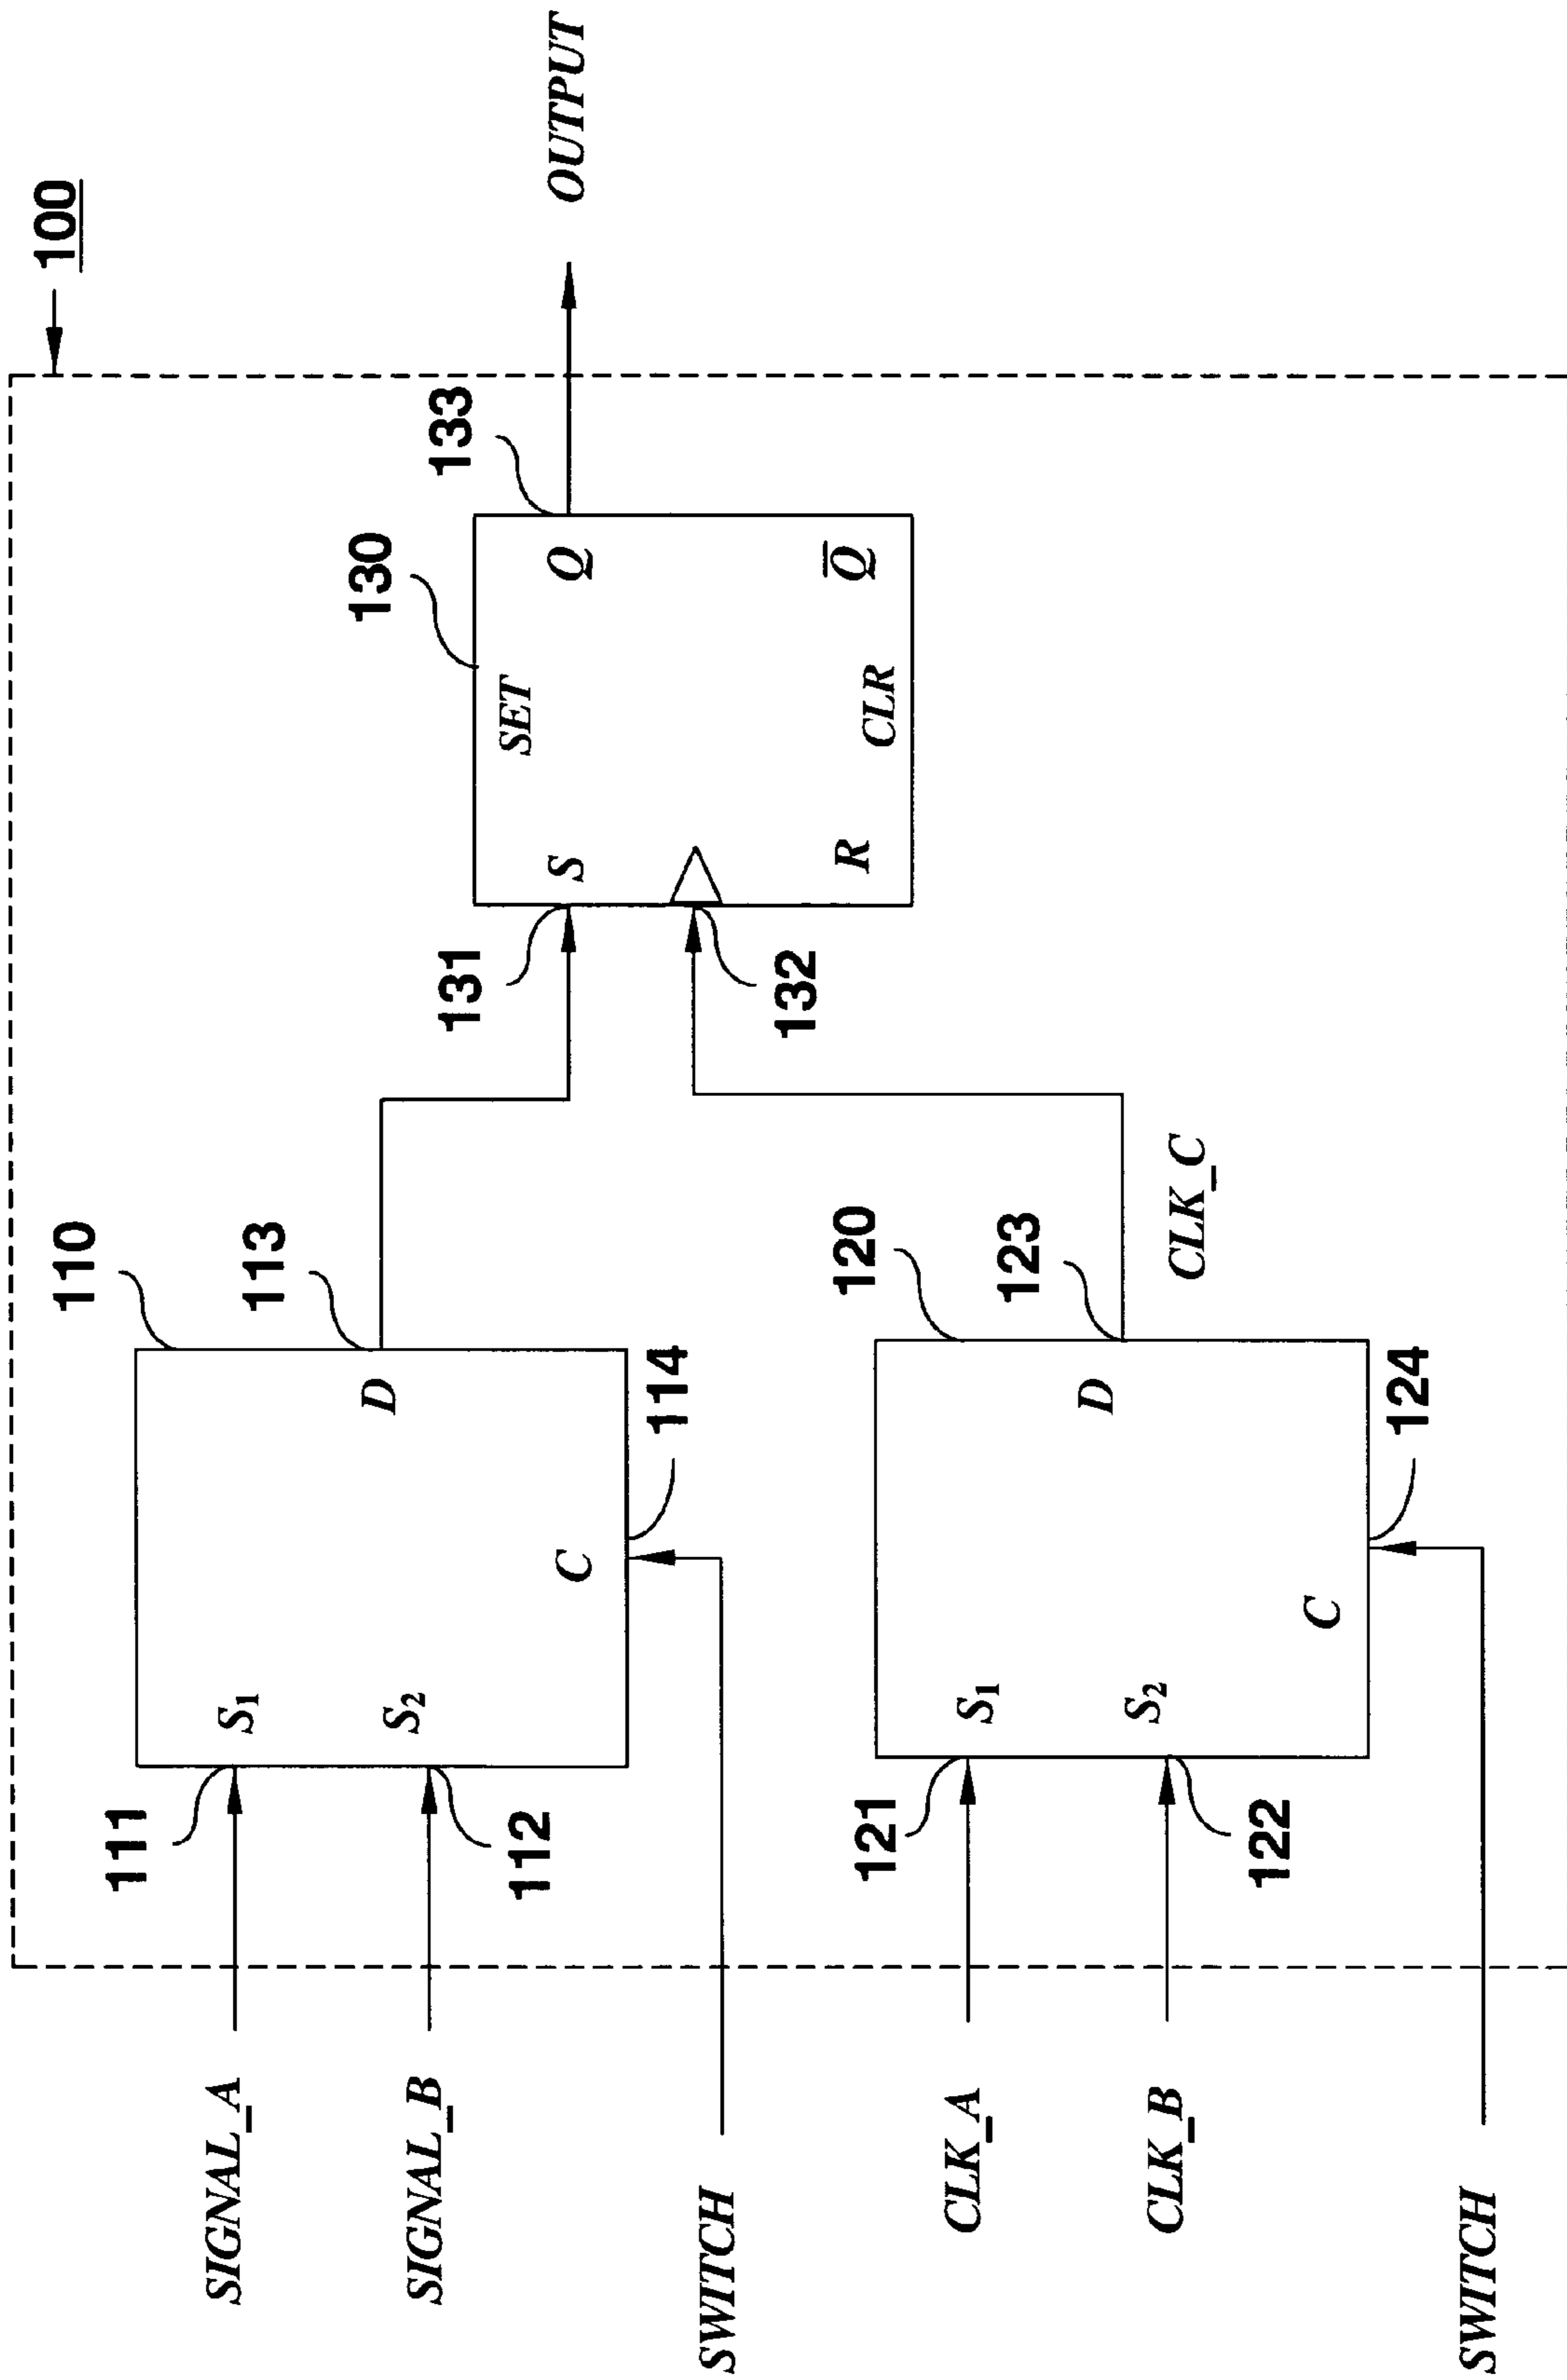 100
110
111
SIGNAL_A
S1
D
113
SIGNAL_B
S2
112
C
114
SWITCH
130
SET
131
S
Q
133
OUTPUT
132
R
CLR
Q̅
120
121
CLK_A
S1
D
123
CLK_C
CLK_B
S2
122
C
124
SWITCH